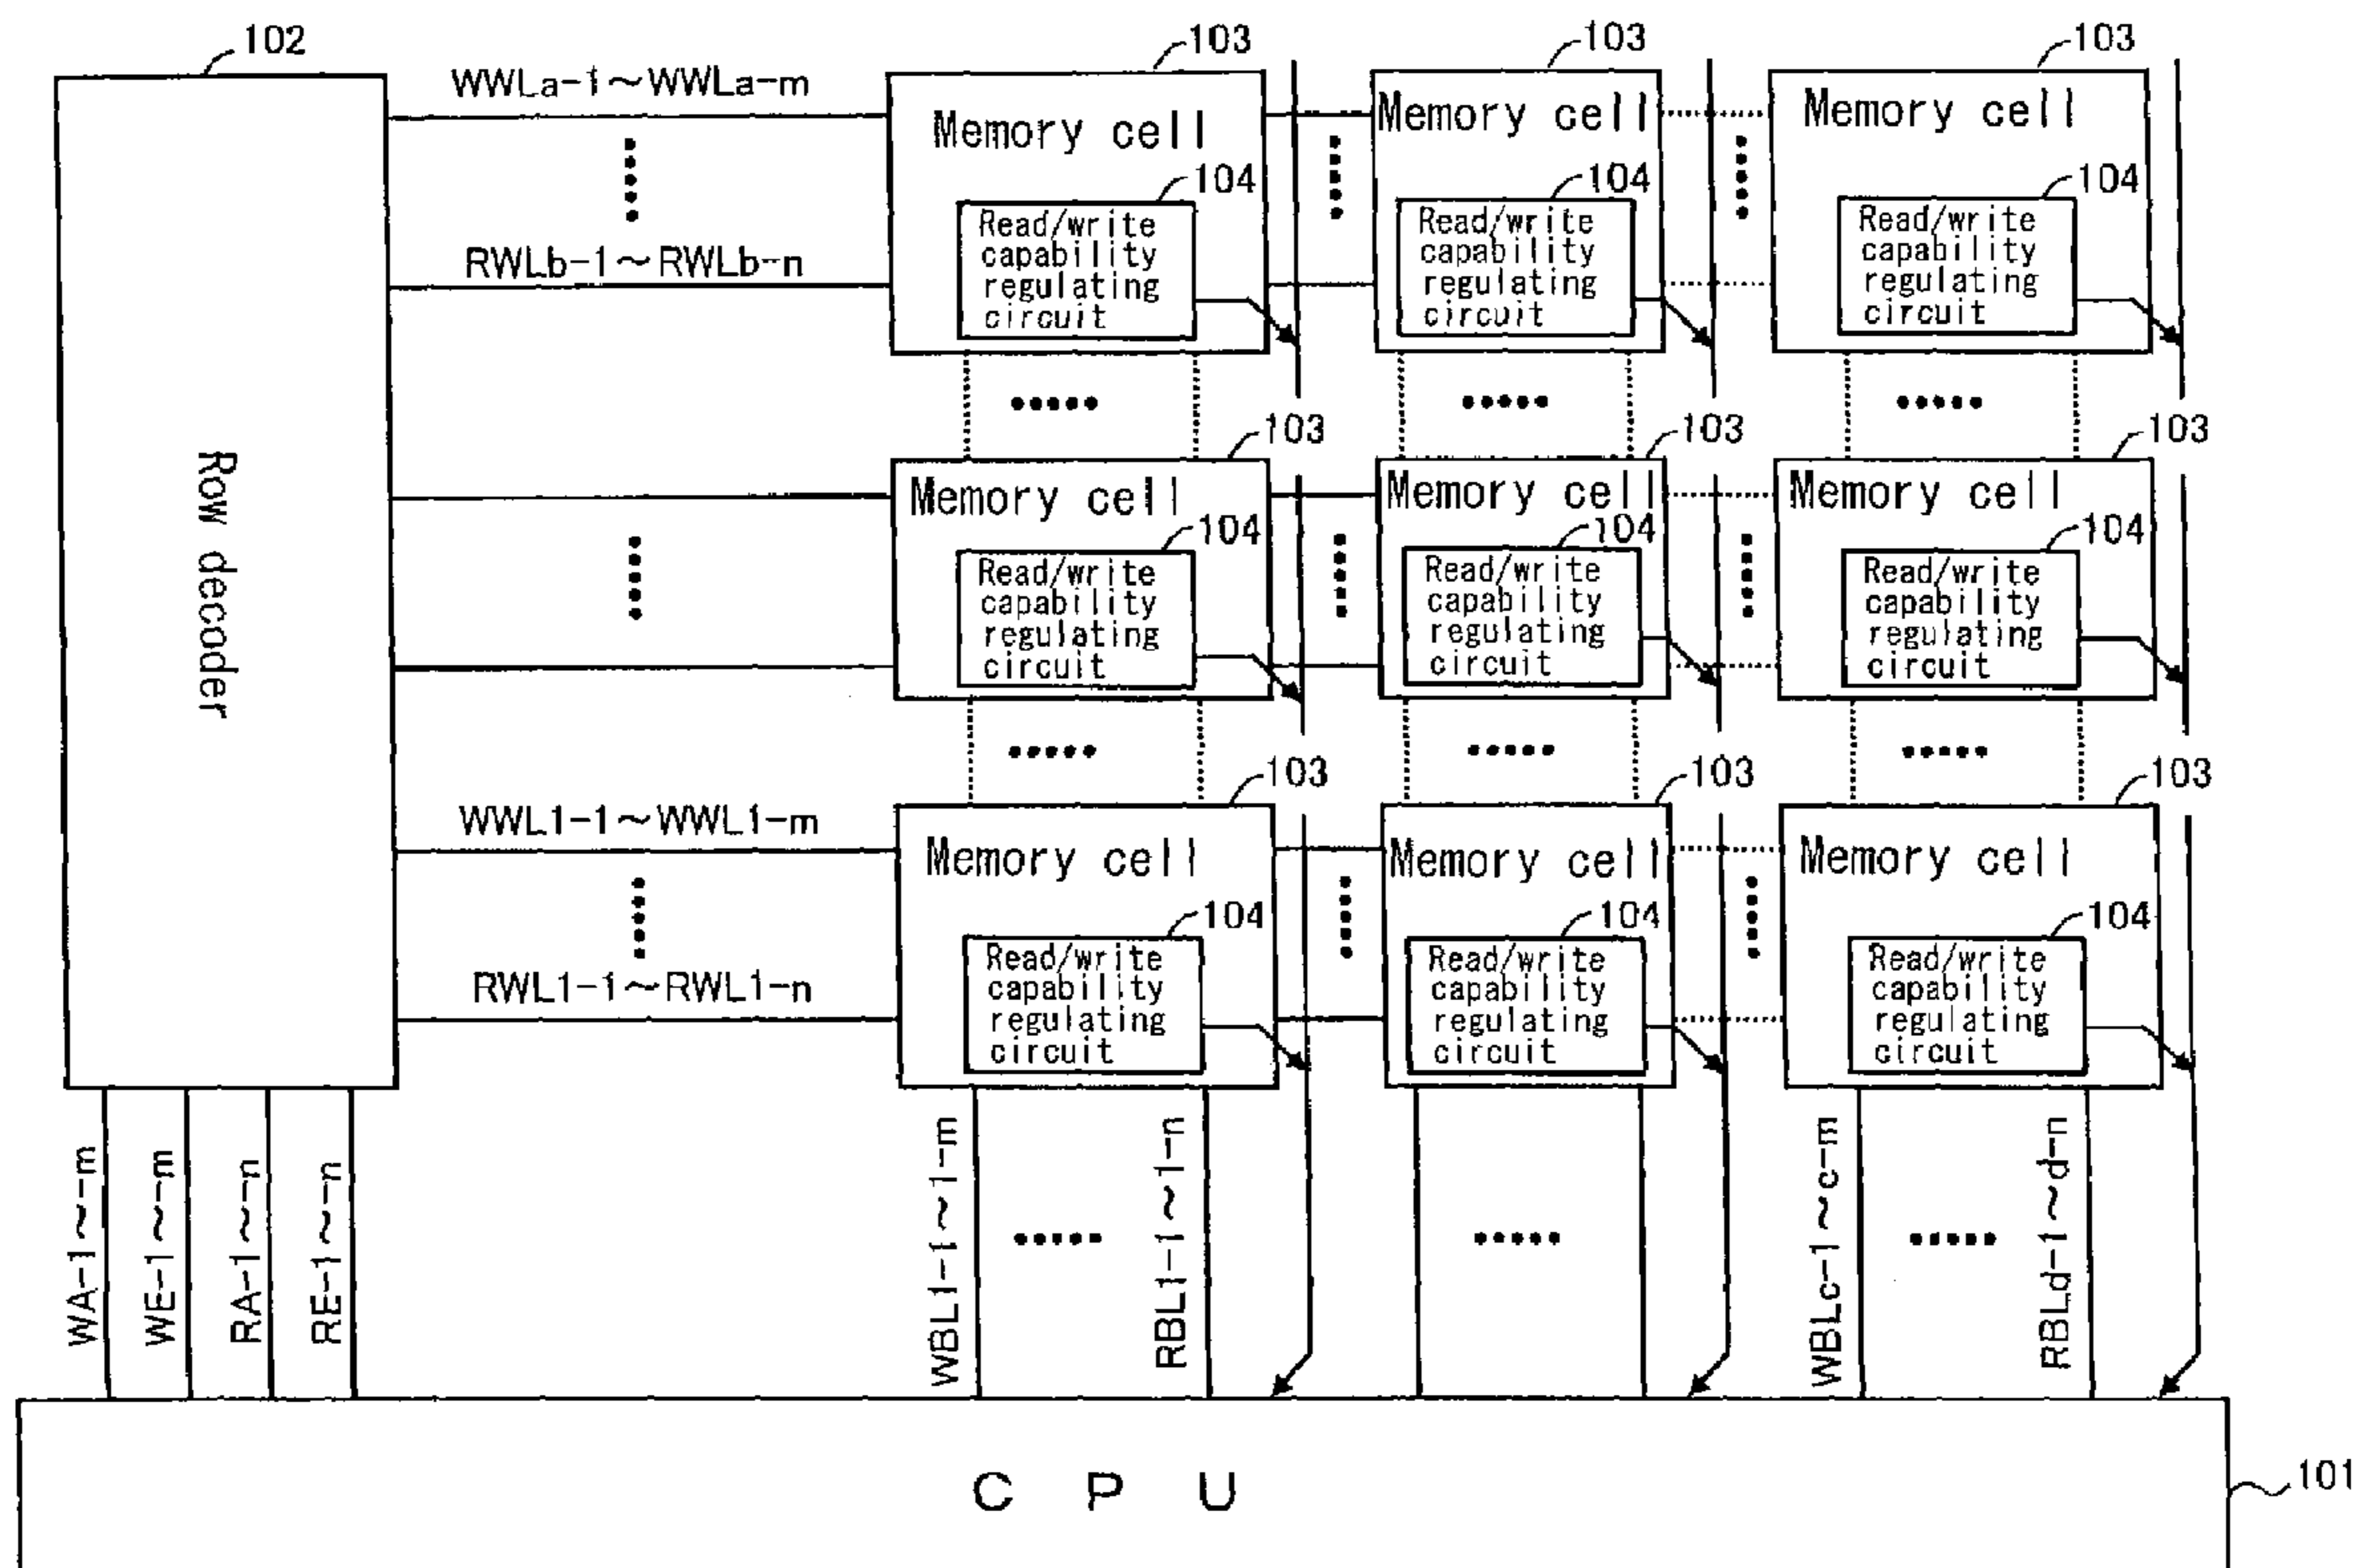 102
103
103
103
WWLa-1～WWLa-m
Memory cell
Memory cell
Memory cell
104
104
104
Read/write
capability
regulating
circuit
Read/write
capability
regulating
circuit
Read/write
capability
regulating
circuit
RWLb-1～RWLb-n
103
103
103
Row decoder
Memory cell
Memory cell
Memory cell
104
104
104
Read/write
capability
regulating
circuit
Read/write
capability
regulating
circuit
Read/write
capability
regulating
circuit
103
103
103
WWL1-1～WWL1-m
Memory cell
Memory cell
Memory cell
104
104
104
Read/write
capability
regulating
circuit
Read/write
capability
regulating
circuit
Read/write
capability
regulating
circuit
RWL1-1～RWL1-n
WA-1～-m
WE-1～-m
RA-1～-n
RE-1～-n
WBL1-1～1-m
RBL1-1～1-n
WBLc-1～c-m
RBLd-1～d-n
CPU
101